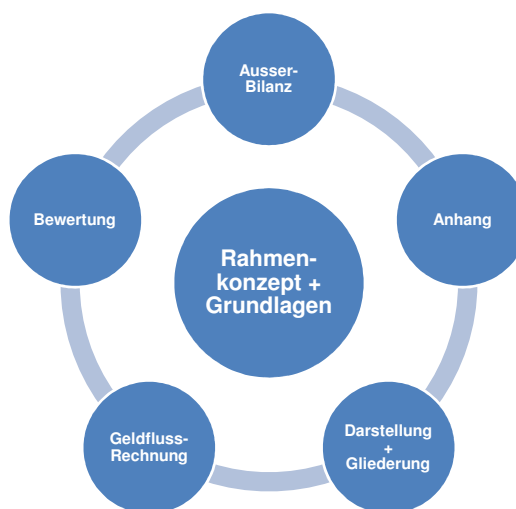 Ausser-
Bilanz
Bewertung
Anhang
Rahmen-
konzept +
Grundlagen
Geldfluss-
Rechnung
Darstellung
+
Gliederung